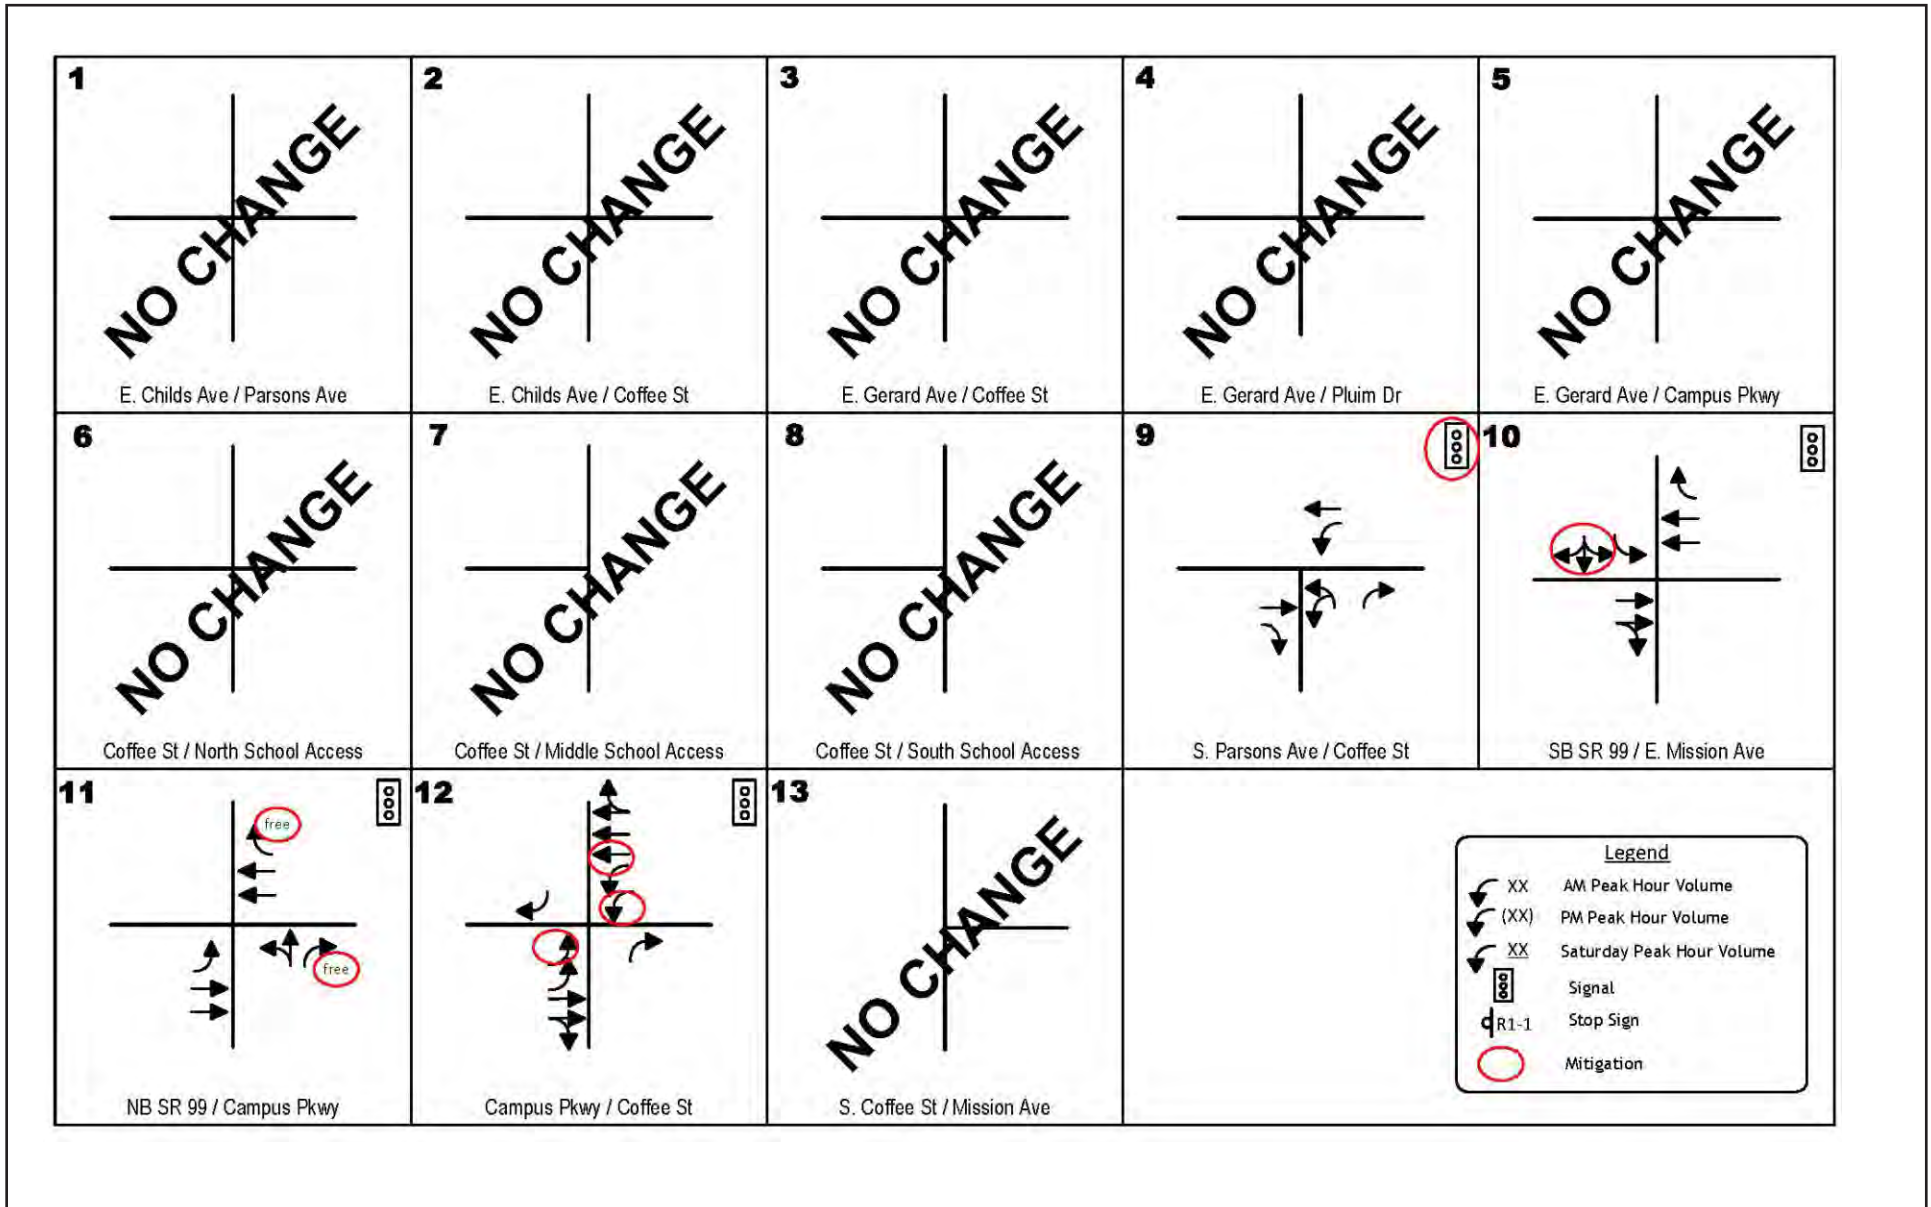 1
NO CHANGE
E. Childs Ave / Parsons Ave
2
NO CHANGE
E. Childs Ave / Coffee St
3
NO CHANGE
E. Gerard Ave / Coffee St
4
NO CHANGE
E. Gerard Ave / Pluim Dr
5
NO CHANGE
E. Gerard Ave / Campus Pkwy
6
NO CHANGE
Coffee St / North School Access
7
NO CHANGE
Coffee St / Middle School Access
8
NO CHANGE
Coffee St / South School Access
9
S. Parsons Ave / Coffee St
10
SB SR 99 / E. Mission Ave
11
free
free
NB SR 99 / Campus Pkwy
12
Campus Pkwy / Coffee St
13
NO CHANGE
S. Coffee St / Mission Ave
Legend
XX AM Peak Hour Volume
(XX) PM Peak Hour Volume
XX Saturday Peak Hour Volume
Signal
R1-1 Stop Sign
Mitigation